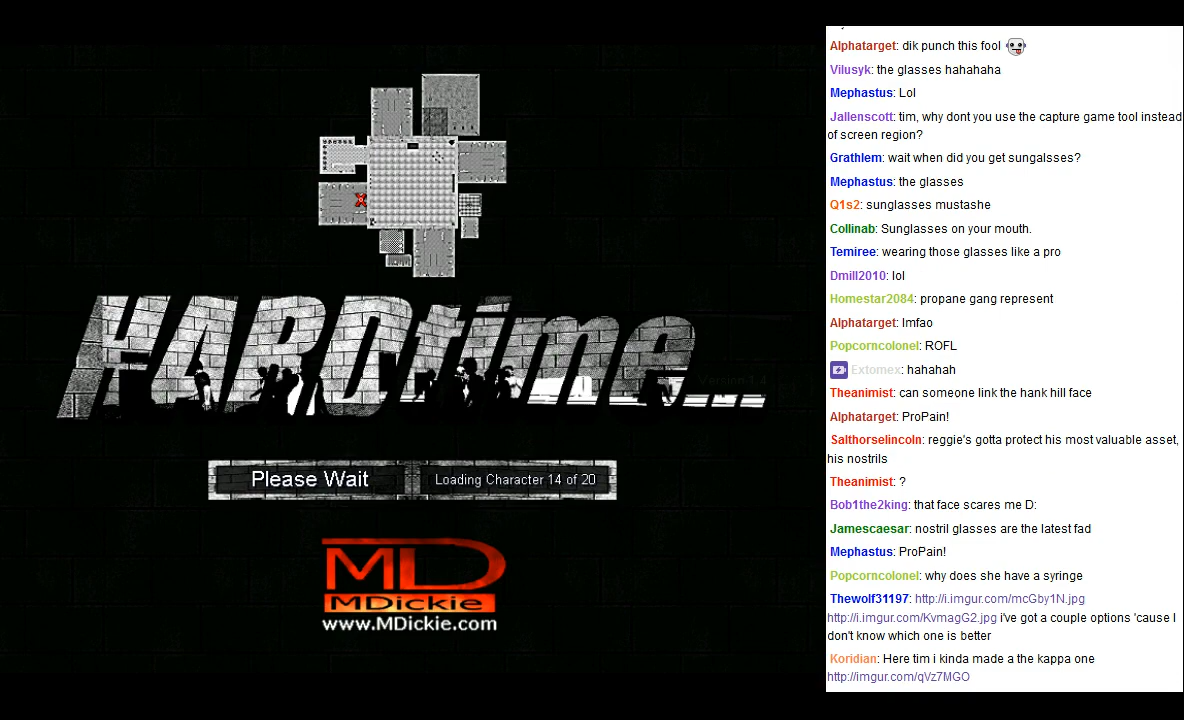 HARDtime...
Version 1.4
Please Wait
Loading Character 14 of 20
MD
MDickie
www.MDickie.com
Alphatarget: dik punch this fool
Vilusyk: the glasses hahahaha
Mephastus: Lol
Jallenscott: tim, why dont you use the capture game tool instead
of screen region?
Grathlem: wait when did you get sungalsses?
Mephastus: the glasses
Q1s2: sunglasses mustashe
Collinab: Sunglasses on your mouth.
Temiree: wearing those glasses like a pro
Dmill2010: lol
Homestar2084: propane gang represent
Alphatarget: lmfao
Popcorncolonel: ROFL
Extomex: hahahah
Theanimist: can someone link the hank hill face
Alphatarget: ProPain!
Salthorselincoln: reggie's gotta protect his most valuable asset,
his nostrils
Theanimist: ?
Bob1the2king: that face scares me D:
Jamescaesar: nostril glasses are the latest fad
Mephastus: ProPain!
Popcorncolonel: why does she have a syringe
Thewolf31197: http://i.imgur.com/mcGby1N.jpg
http://i.imgur.com/KvmagG2.jpg i've got a couple options 'cause I
don't know which one is better
Koridian: Here tim i kinda made a the kappa one
http://imgur.com/qVz7MGO